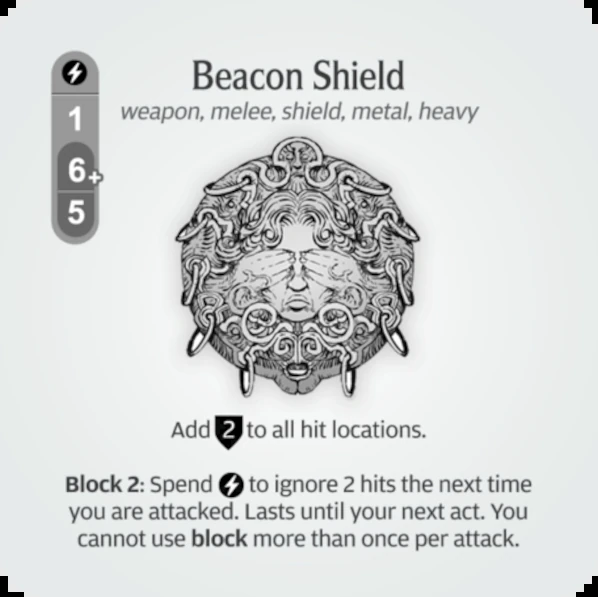 Beacon Shield
weapon, melee, shield, metal, heavy
1
6+
5
Add 2 to all hit locations.
Block 2: Spend to ignore 2 hits the next time
you are attacked. Lasts until your next act. You
cannot use block more than once per attack.